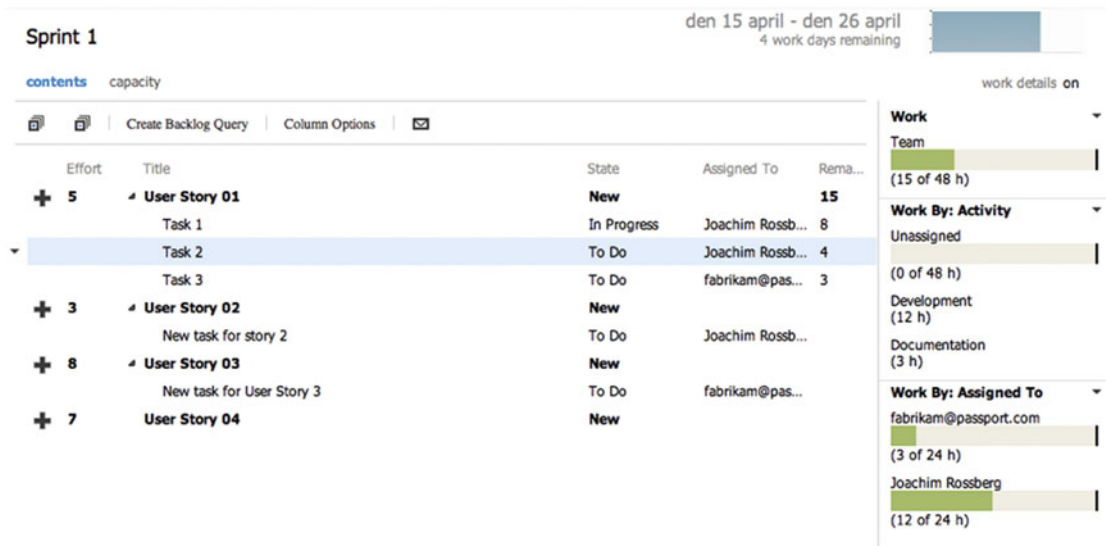 Sprint 1
den 15 april - den 26 april
4 work days remaining
contents capacity
work details on
Create Backlog Query Column Options
Effort Title State Assigned To Rema...
5 User Story 01 New 15
Task 1 In Progress Joachim Rossb... 8
Task 2 To Do Joachim Rossb... 4
Task 3 To Do fabrikam@pas... 3
3 User Story 02 New
New task for story 2 To Do Joachim Rossb...
8 User Story 03 New
New task for User Story 3 To Do fabrikam@pas...
7 User Story 04 New
Work
Team
(15 of 48 h)
Work By: Activity
Unassigned
(0 of 48 h)
Development
(12 h)
Documentation
(3 h)
Work By: Assigned To
fabrikam@passport.com
(3 of 24 h)
Joachim Rossberg
(12 of 24 h)